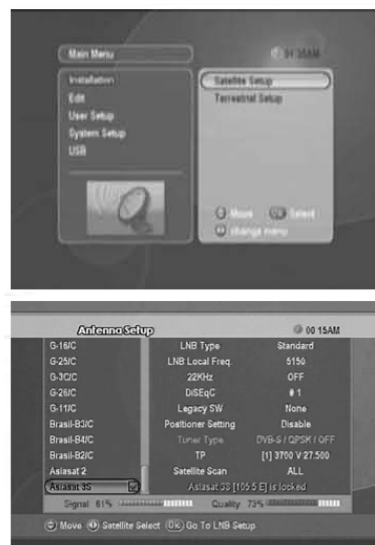 Main Menu
01 35AM
Installation
Edit
User Setup
System Setup
USB
Satellite Setup
Terrestrial Setup
Move OK Select
change menu
Antenna Setup
00 15AM
G-16/C
G-25/C
G-3C/C
G-26/C
G-11/C
Brasil-B3/C
Brasil-B4/C
Brasil-B2/C
Asiasat 2
Asiasat 3S
LNB Type Standard
LNB Local Freq. 5150
22KHz OFF
DiSEqC # 1
Legacy SW None
Positioner Setting Disable
Tuner Type DVB-S / QPSK / OFF
TP [1] 3700 V 27.500
Satellite Scan ALL
Asiasat 3S [105.5 E] is locked
Signal 61% Quality 73%
Move Satellite Select OK Go To LNB Setup